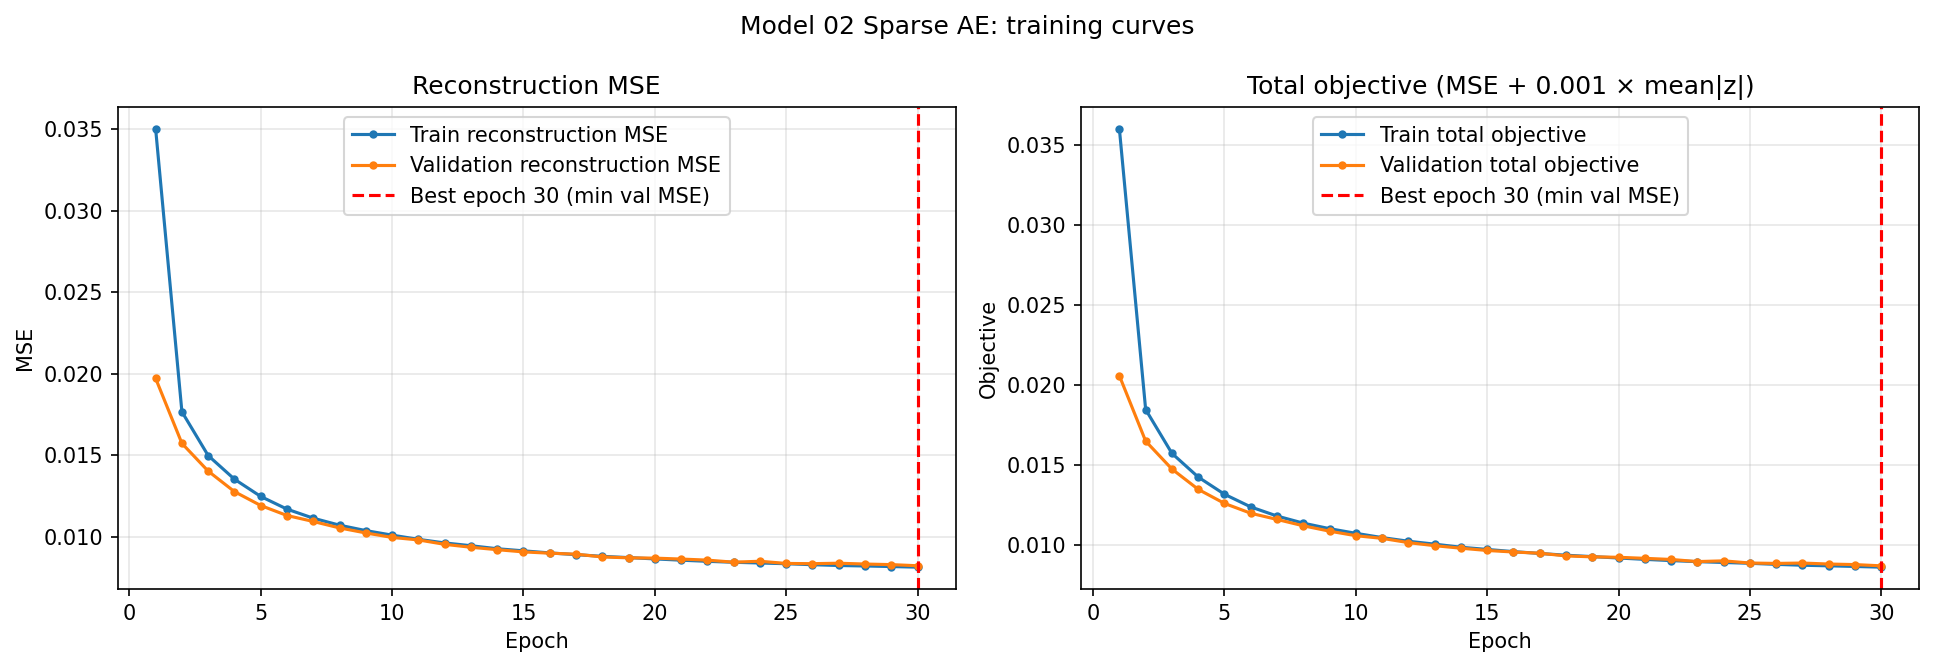 Model 02 Sparse AE: training curves
Reconstruction MSE
Train reconstruction MSE
Validation reconstruction MSE
Best epoch 30 (min val MSE)
MSE
0.035
0.030
0.025
0.020
0.015
0.010
0 5 10 15 20 25 30
Epoch
Total objective (MSE + 0.001 × mean|z|)
Train total objective
Validation total objective
Best epoch 30 (min val MSE)
Objective
0.035
0.030
0.025
0.020
0.015
0.010
0 5 10 15 20 25 30
Epoch